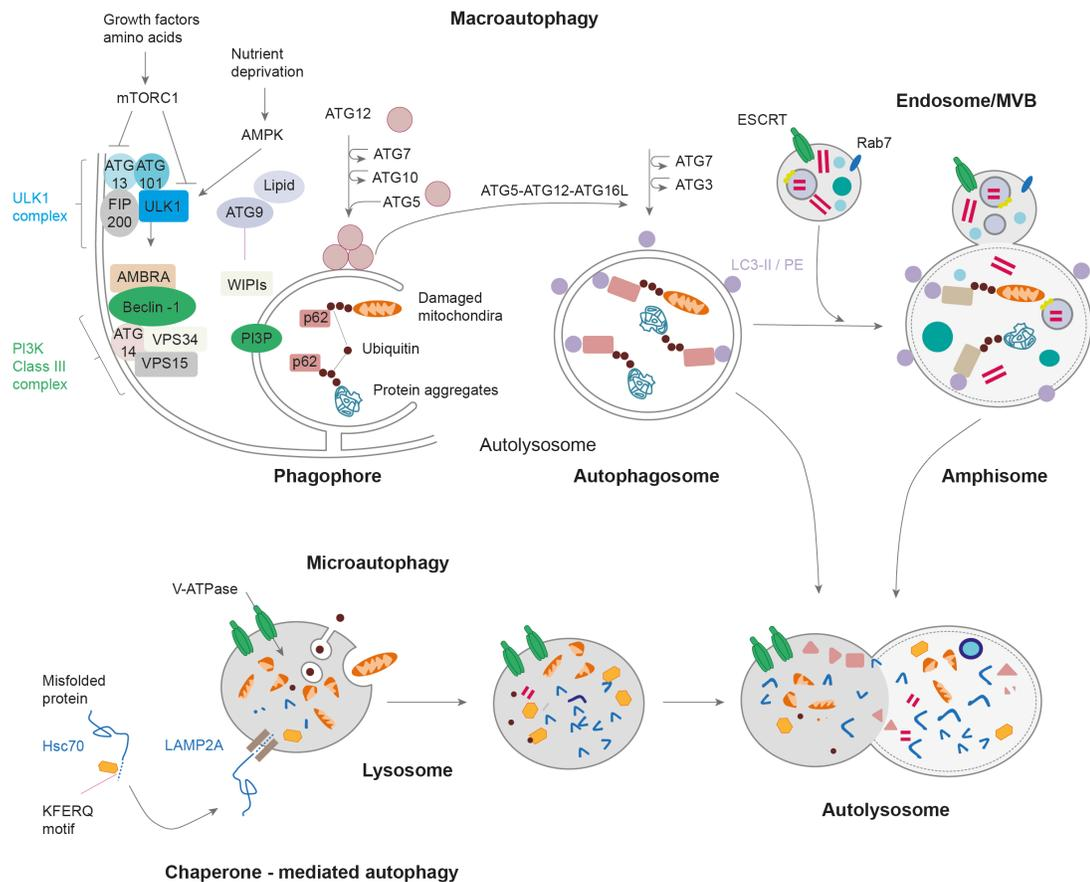 Macroautophagy
Growth factors
amino acids
mTORC1
Nutrient
deprivation
AMPK
ULK1
complex
ATG
13
ATG
101
FIP
200
ULK1
Lipid
ATG9
WIPIs
AMBRA
Beclin -1
ATG
14
VPS34
VPS15
PI3K
Class III
complex
PI3P
ATG12
ATG7
ATG10
ATG5
ATG5-ATG12-ATG16L
p62
p62
Damaged
mitochondira
Ubiquitin
Protein aggregates
Autolysosome
Phagophore
ATG7
ATG3
LC3-II / PE
Autophagosome
Endosome/MVB
ESCRT
Rab7
Amphisome
Microautophagy
V-ATPase
Misfolded
protein
Hsc70
LAMP2A
KFERQ
motif
Lysosome
Autolysosome
Chaperone - mediated autophagy